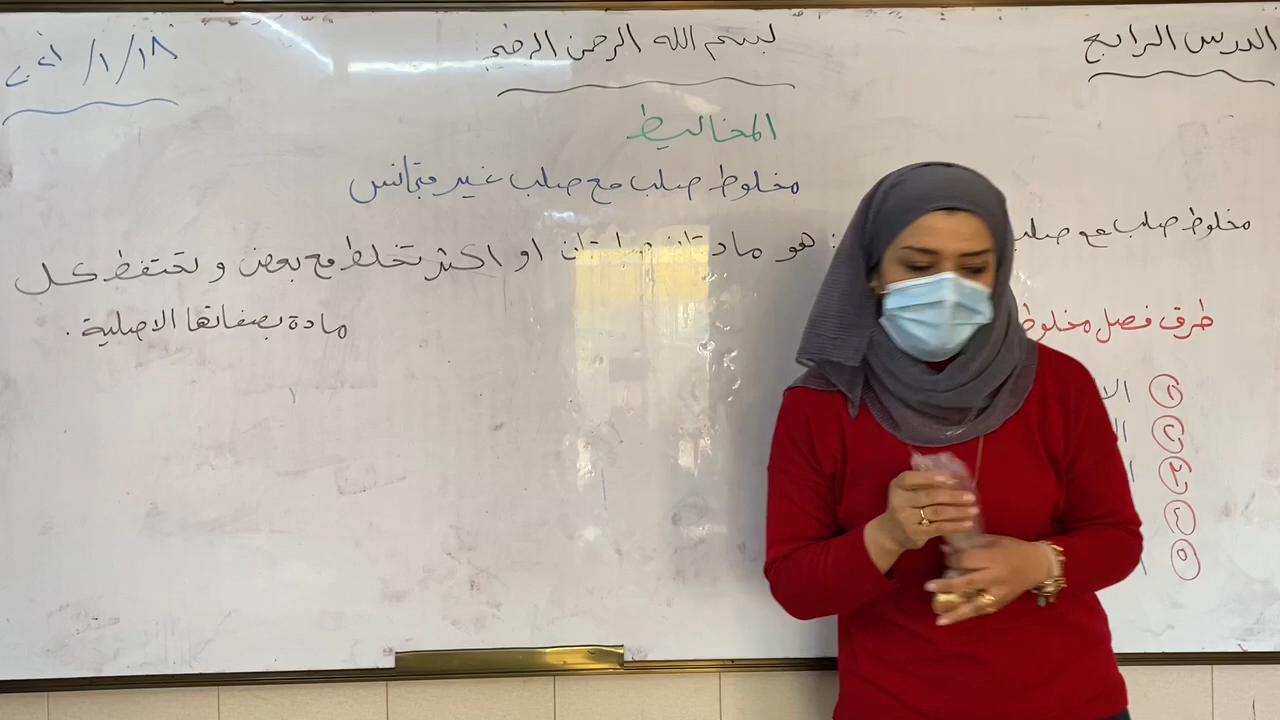 الدرس الرابع
بسم الله الرحمن الرحيم
٢٠٢١/١/١٨
المخاليط
مخلوط صلب مع صلب غير متجانس
مخلوط صلب مع صلب : هو مادتان صلبتان او اكثر تخلط مع بعض و تحتفظ كل
مادة بصفاتها الاصلية .
طرق فصل مخلوط
١
٢
٣
٤
٥